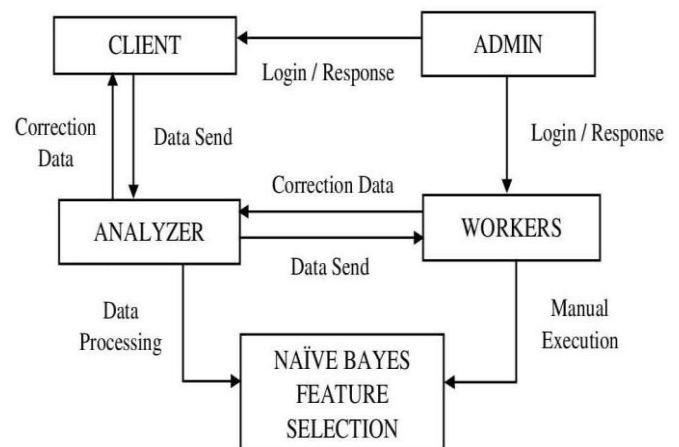 CLIENT
ADMIN
Login / Response
Correction
Data
Data Send
Login / Response
Correction Data
ANALYZER
WORKERS
Data Send
Data
Processing
Manual
Execution
NAÏVE BAYES
FEATURE
SELECTION